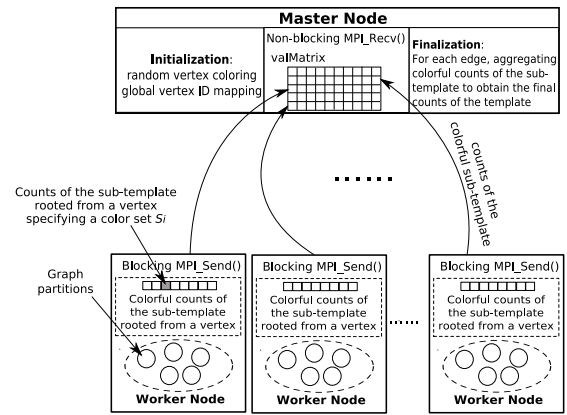 Master Node
Initialization:
random vertex coloring
global vertex ID mapping
Non-blocking MPI_Recv()
valMatrix
Finalization:
For each edge, aggregating
colorful counts of the sub-
template to obtain the final
counts of the template
counts of the
colorful sub-template
Counts of the sub-template
rooted from a vertex
specifying a color set Si
Graph
partitions
Blocking MPI_Send()
Colorful counts of
the sub-template
rooted from a vertex
Worker Node
Blocking MPI_Send()
Colorful counts of
the sub-template
rooted from a vertex
Worker Node
Blocking MPI_Send()
Colorful counts of
the sub-template
rooted from a vertex
Worker Node